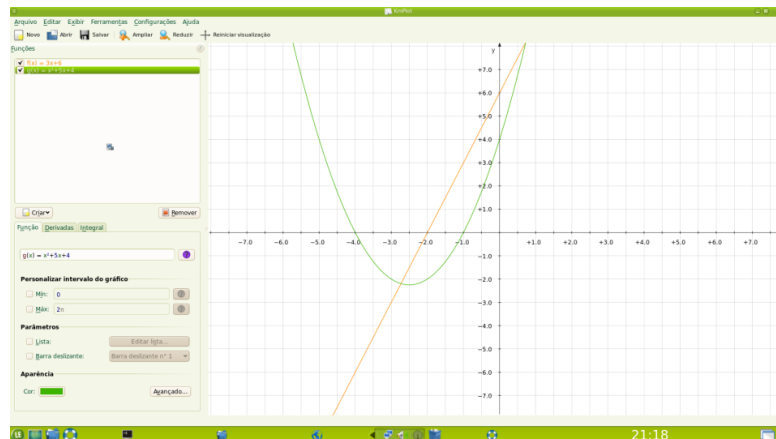 KmPlot
Arquivo Editar Exibir Ferramentas Configurações Ajuda
Novo Abrir Salvar Ampliar Reduzir Reiniciar visualização
Funções
f(x) = 3x+6
g(x) = x²+5x+4
Criar Remover
Função Derivadas Integral
g(x) = x²+5x+4
Personalizar intervalo do gráfico
Mín: 0
Máx: 2π
Parâmetros
Lista: Editar lista...
Barra deslizante: Barra deslizante nº 1
Aparência
Cor: Avançado...
y
+7.0
+6.0
+5.0
+4.0
+3.0
+2.0
+1.0
−7.0 −6.0 −5.0 −4.0 −3.0 −2.0 −1.0 +1.0 +2.0 +3.0 +4.0 +5.0 +6.0 +7.0
−1.0
−2.0
−3.0
−4.0
−5.0
−6.0
−7.0
21:18